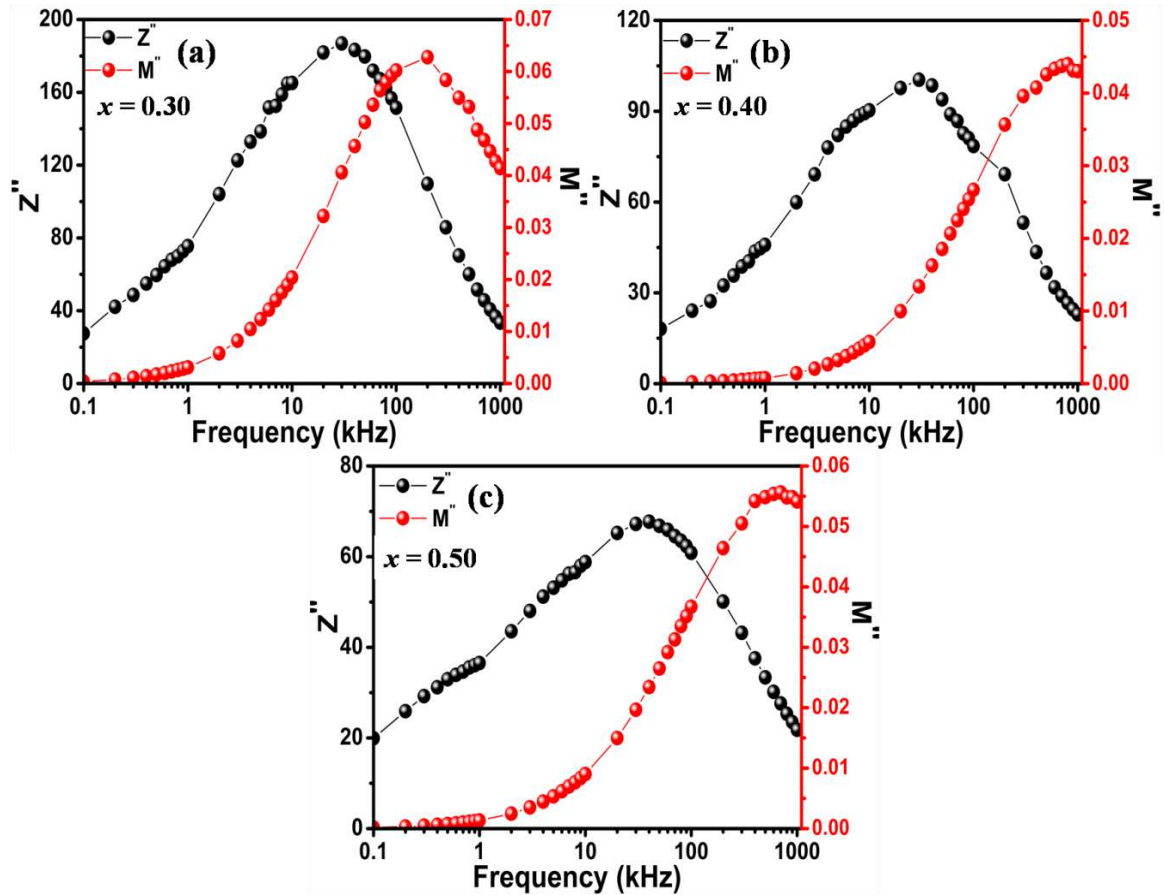 200
160
120
80
40
0
Z''
Z''
M''
(a)
x = 0.30
0.07
0.06
0.05
0.04
0.03
0.02
0.01
0.00
M''
0.1 1 10 100 1000
Frequency (kHz)
120
90
60
30
0
Z''
Z''
M''
(b)
x = 0.40
0.05
0.04
0.03
0.02
0.01
0.00
M''
0.1 1 10 100 1000
Frequency (kHz)
80
60
40
20
0
Z''
Z''
M''
(c)
x = 0.50
0.06
0.05
0.04
0.03
0.02
0.01
0.00
M''
0.1 1 10 100 1000
Frequency (kHz)